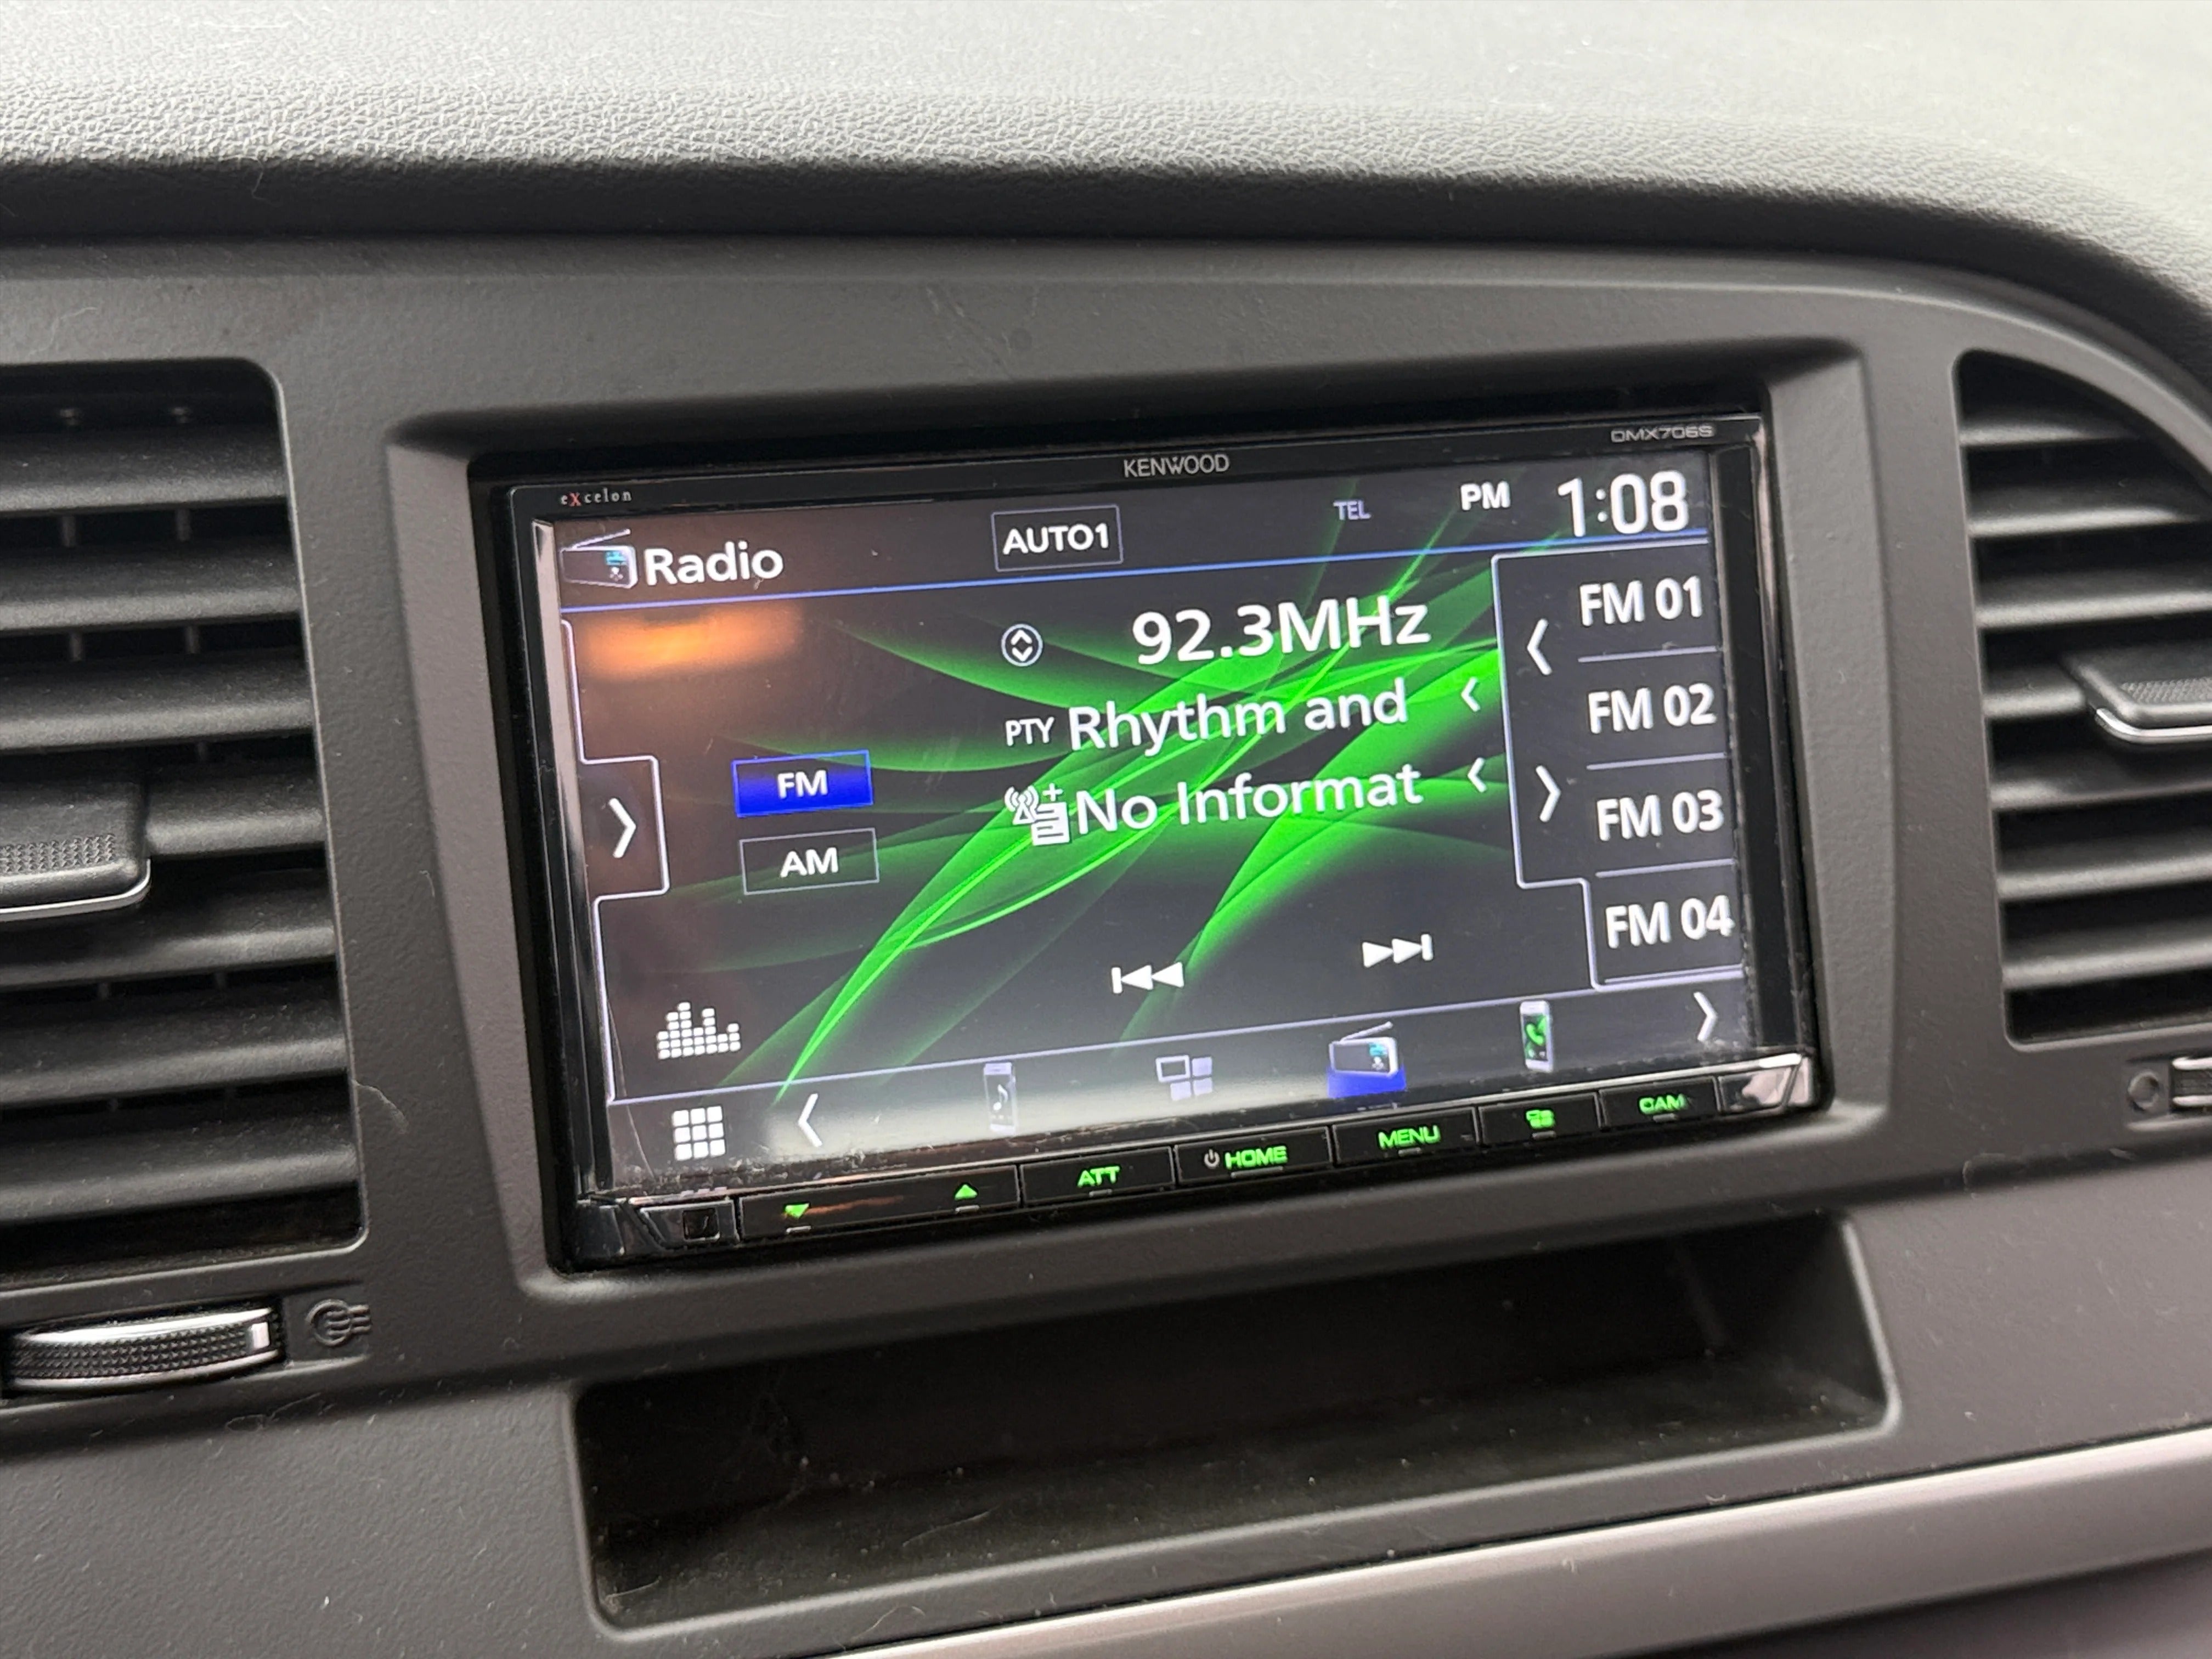 DMX706S
KENWOOD
eXcelon
Radio
AUTO1
TEL
PM 1:08
92.3MHz
PTY Rhythm and
No Informat
FM
AM
FM 01
FM 02
FM 03
FM 04
ATT
HOME
MENU
CAM